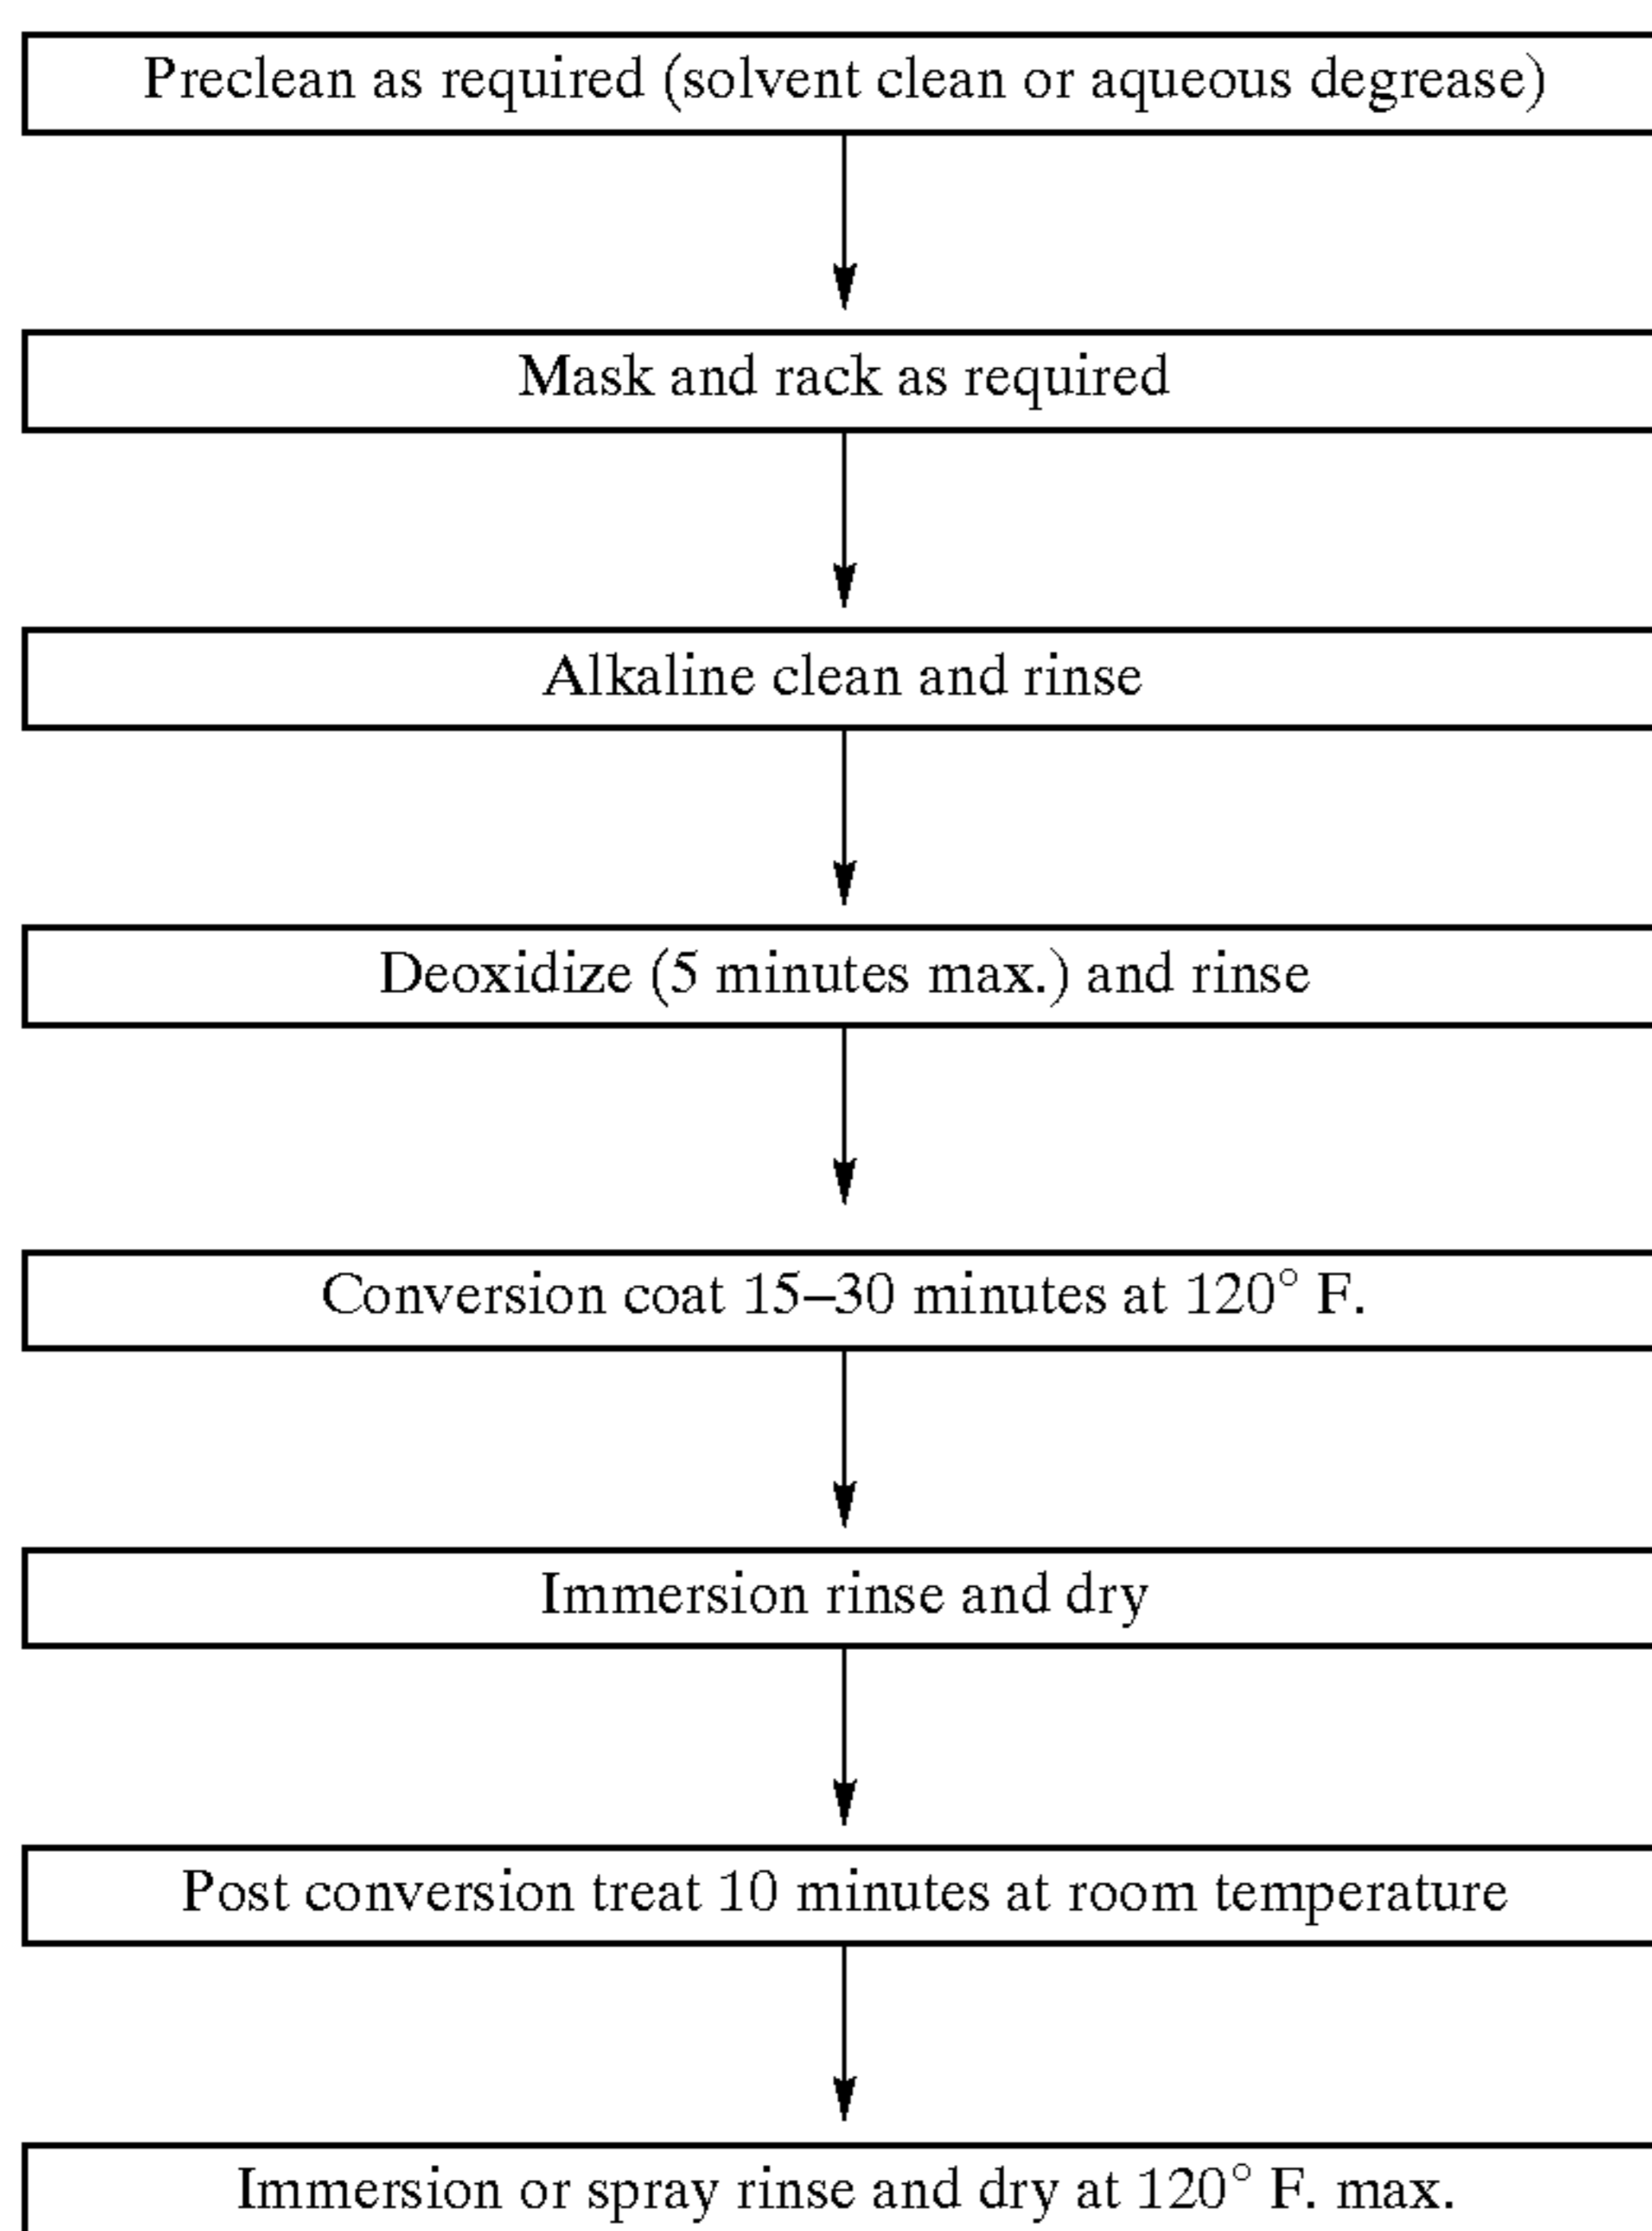 Preclean as required (solvent clean or aqueous degrease)
Mask and rack as required
Alkaline clean and rinse
Deoxidize (5 minutes max.) and rinse
Conversion coat 15–30 minutes at 120° F.
Immersion rinse and dry
Post conversion treat 10 minutes at room temperature
Immersion or spray rinse and dry at 120° F. max.